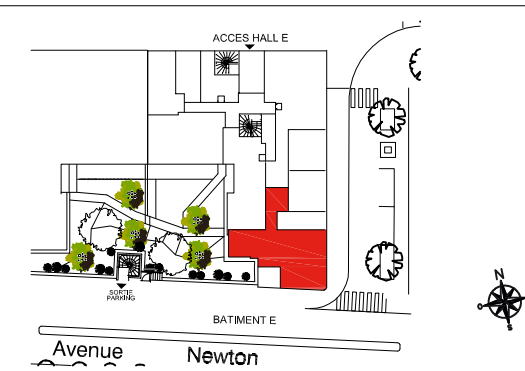 ACCES HALL E
N
S
SORTIE
PARKING
BATIMENT E
Avenue Newton